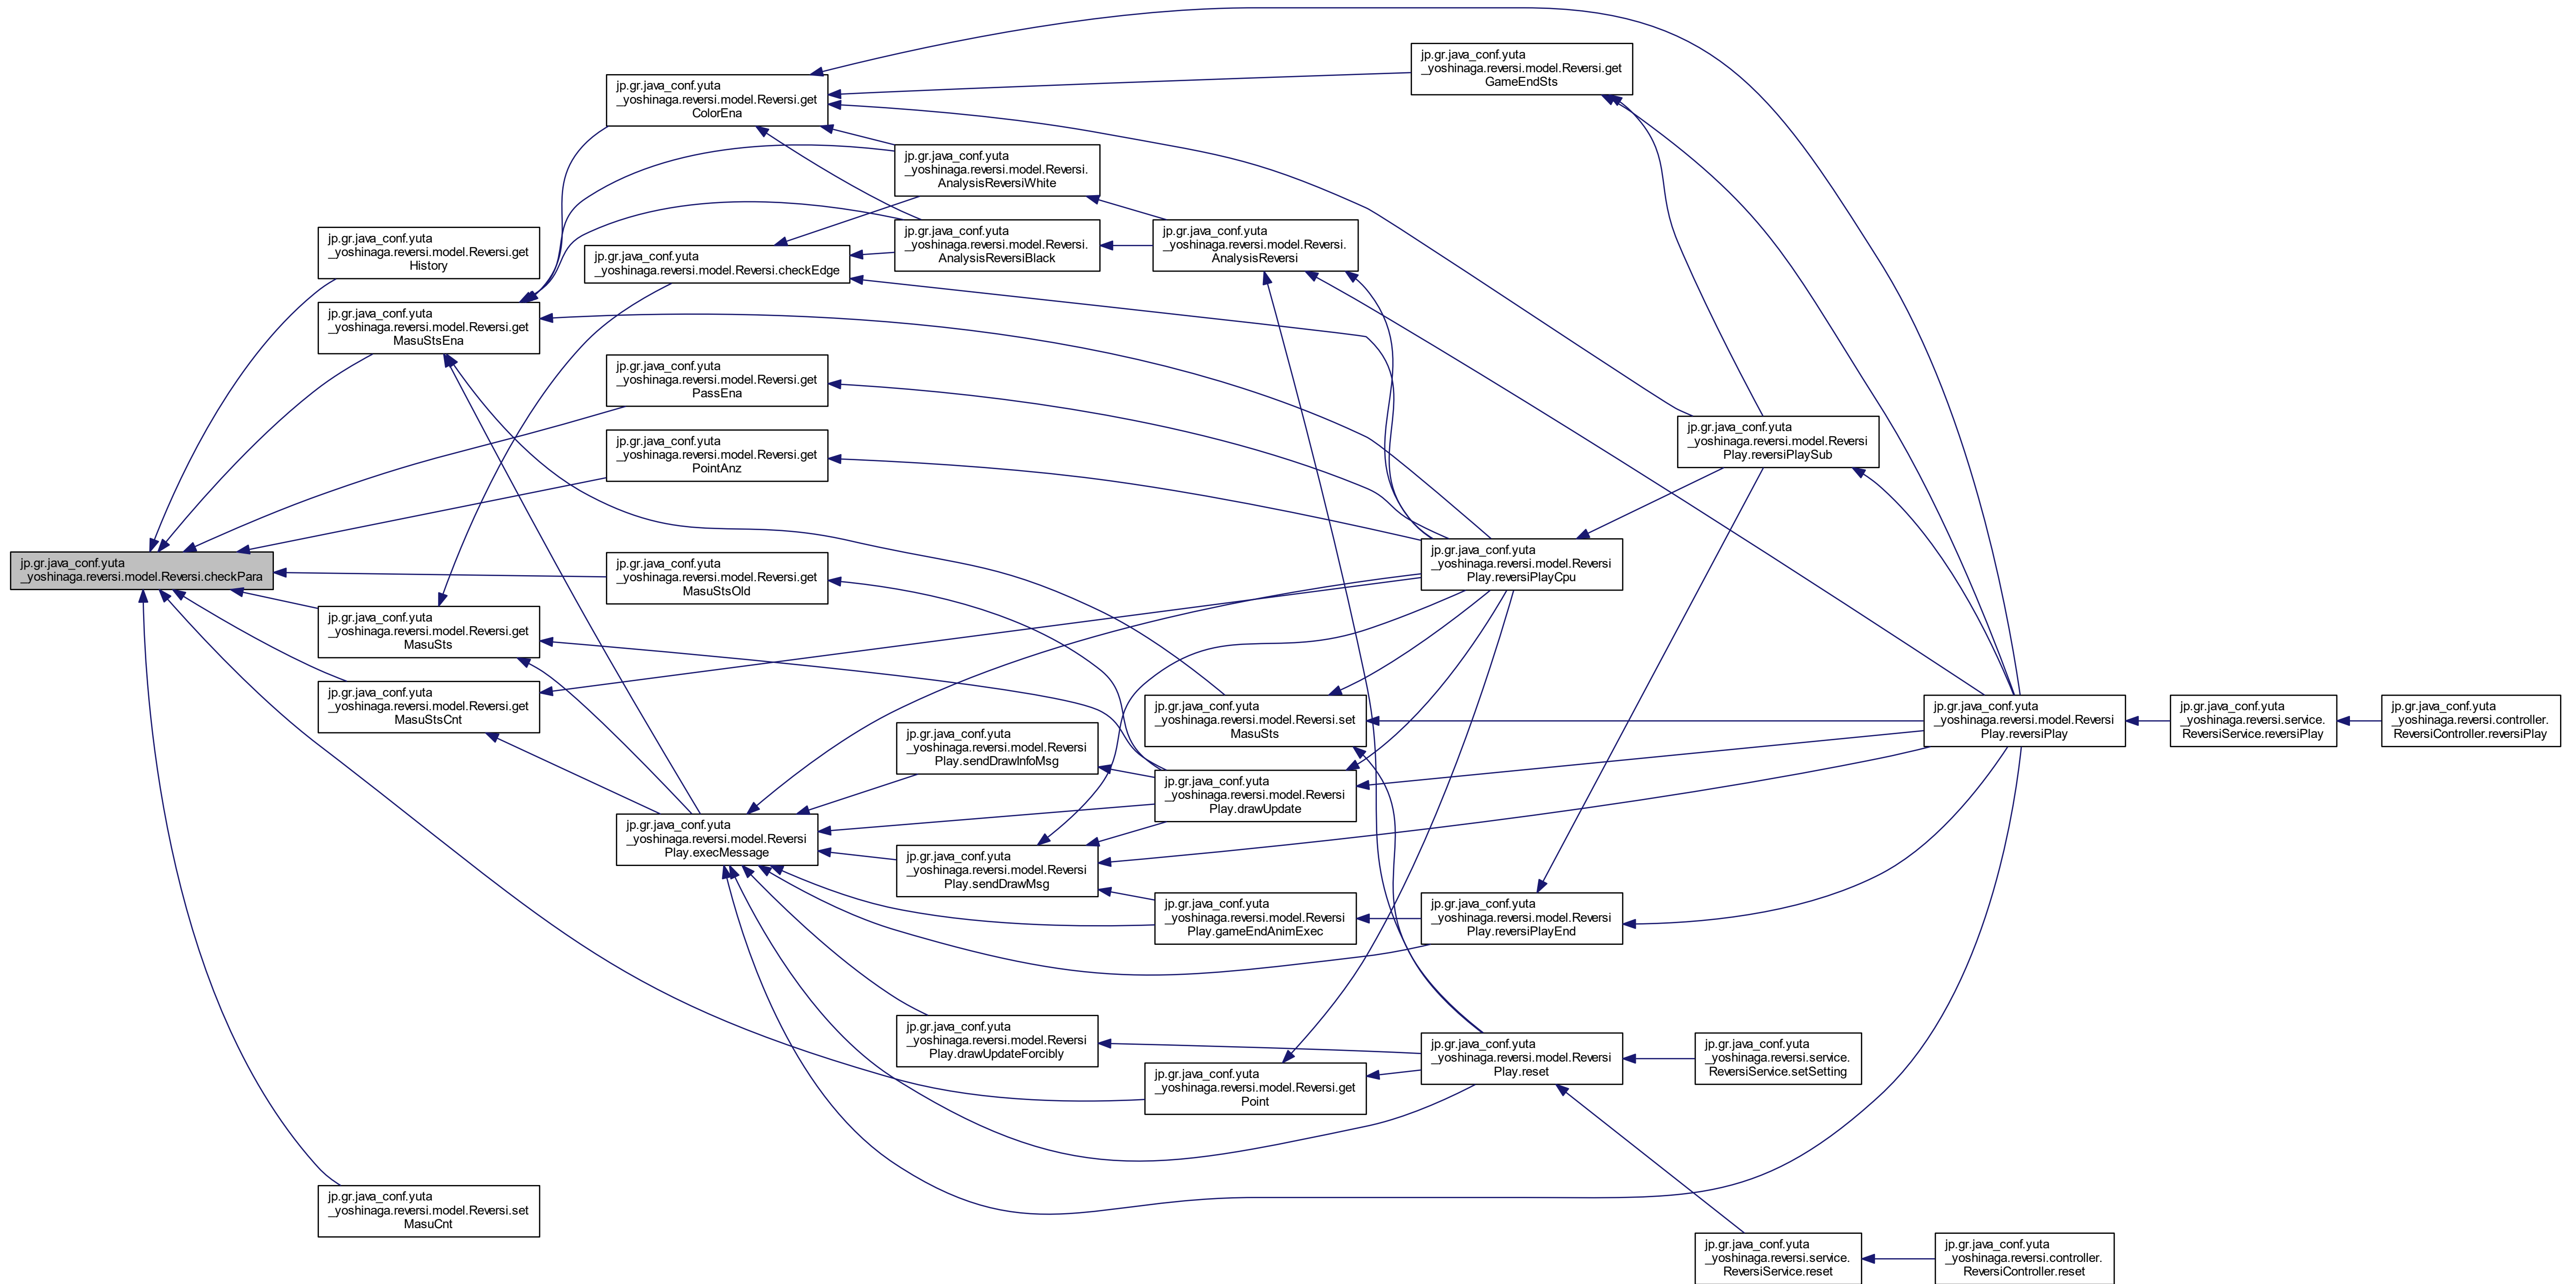 jp.gr.java_conf.yuta
_yoshinaga.reversi.model.Reversi.checkPara
jp.gr.java_conf.yuta
_yoshinaga.reversi.model.Reversi.get
History
jp.gr.java_conf.yuta
_yoshinaga.reversi.model.Reversi.get
MasuStsEna
jp.gr.java_conf.yuta
_yoshinaga.reversi.model.Reversi.get
MasuSts
jp.gr.java_conf.yuta
_yoshinaga.reversi.model.Reversi.get
MasuStsCnt
jp.gr.java_conf.yuta
_yoshinaga.reversi.model.Reversi.set
MasuCnt
jp.gr.java_conf.yuta
_yoshinaga.reversi.model.Reversi.get
ColorEna
jp.gr.java_conf.yuta
_yoshinaga.reversi.model.Reversi.checkEdge
jp.gr.java_conf.yuta
_yoshinaga.reversi.model.Reversi.get
PassEna
jp.gr.java_conf.yuta
_yoshinaga.reversi.model.Reversi.get
PointAnz
jp.gr.java_conf.yuta
_yoshinaga.reversi.model.Reversi.get
MasuStsOld
jp.gr.java_conf.yuta
_yoshinaga.reversi.model.Reversi
Play.execMessage
jp.gr.java_conf.yuta
_yoshinaga.reversi.model.Reversi.
AnalysisReversiWhite
jp.gr.java_conf.yuta
_yoshinaga.reversi.model.Reversi.
AnalysisReversiBlack
jp.gr.java_conf.yuta
_yoshinaga.reversi.model.Reversi
Play.sendDrawInfoMsg
jp.gr.java_conf.yuta
_yoshinaga.reversi.model.Reversi
Play.sendDrawMsg
jp.gr.java_conf.yuta
_yoshinaga.reversi.model.Reversi
Play.drawUpdateForcibly
jp.gr.java_conf.yuta
_yoshinaga.reversi.model.Reversi.
AnalysisReversi
jp.gr.java_conf.yuta
_yoshinaga.reversi.model.Reversi.set
MasuSts
jp.gr.java_conf.yuta
_yoshinaga.reversi.model.Reversi
Play.drawUpdate
jp.gr.java_conf.yuta
_yoshinaga.reversi.model.Reversi
Play.gameEndAnimExec
jp.gr.java_conf.yuta
_yoshinaga.reversi.model.Reversi.get
Point
jp.gr.java_conf.yuta
_yoshinaga.reversi.model.Reversi.get
GameEndSts
jp.gr.java_conf.yuta
_yoshinaga.reversi.model.Reversi
Play.reversiPlayCpu
jp.gr.java_conf.yuta
_yoshinaga.reversi.model.Reversi
Play.reversiPlayEnd
jp.gr.java_conf.yuta
_yoshinaga.reversi.model.Reversi
Play.reset
jp.gr.java_conf.yuta
_yoshinaga.reversi.model.Reversi
Play.reversiPlaySub
jp.gr.java_conf.yuta
_yoshinaga.reversi.service.
ReversiService.setSetting
jp.gr.java_conf.yuta
_yoshinaga.reversi.service.
ReversiService.reset
jp.gr.java_conf.yuta
_yoshinaga.reversi.model.Reversi
Play.reversiPlay
jp.gr.java_conf.yuta
_yoshinaga.reversi.controller.
ReversiController.reset
jp.gr.java_conf.yuta
_yoshinaga.reversi.service.
ReversiService.reversiPlay
jp.gr.java_conf.yuta
_yoshinaga.reversi.controller.
ReversiController.reversiPlay